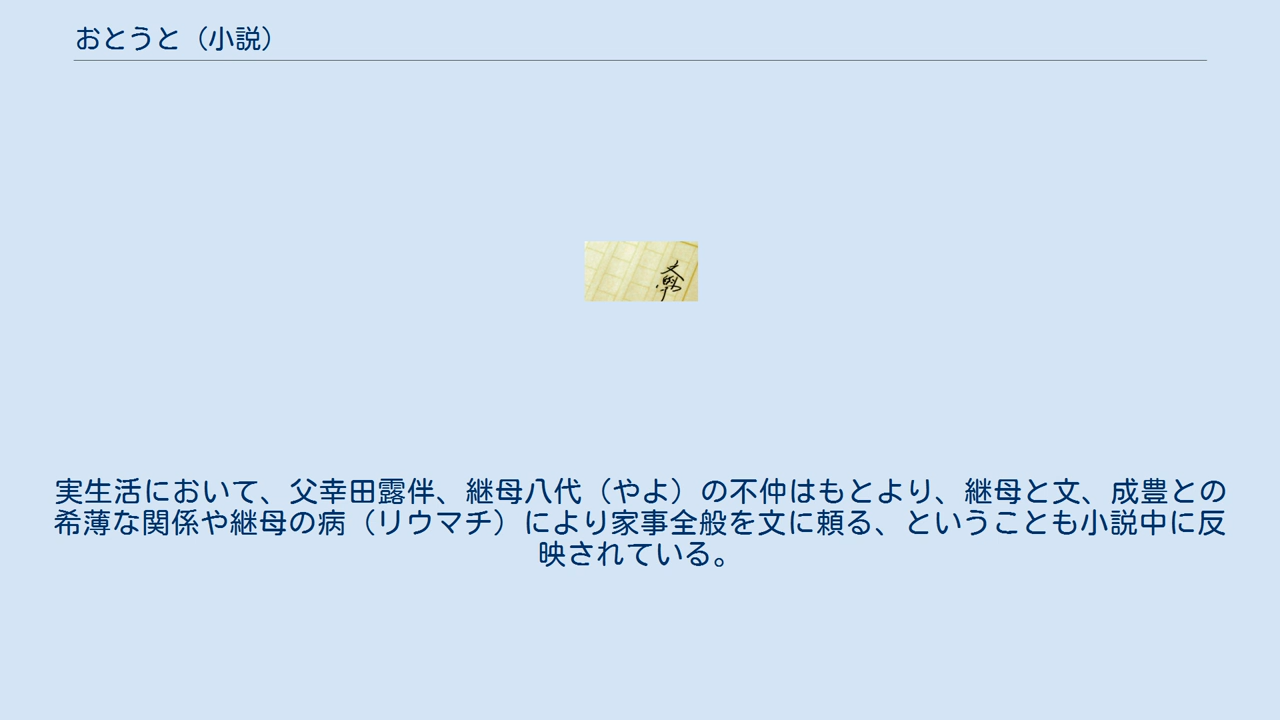 おとうと（小説）
実生活において、父幸田露伴、継母八代（やよ）の不仲はもとより、継母と文、成豊との
希薄な関係や継母の病（リウマチ）により家事全般を文に頼る、ということも小説中に反
映されている。